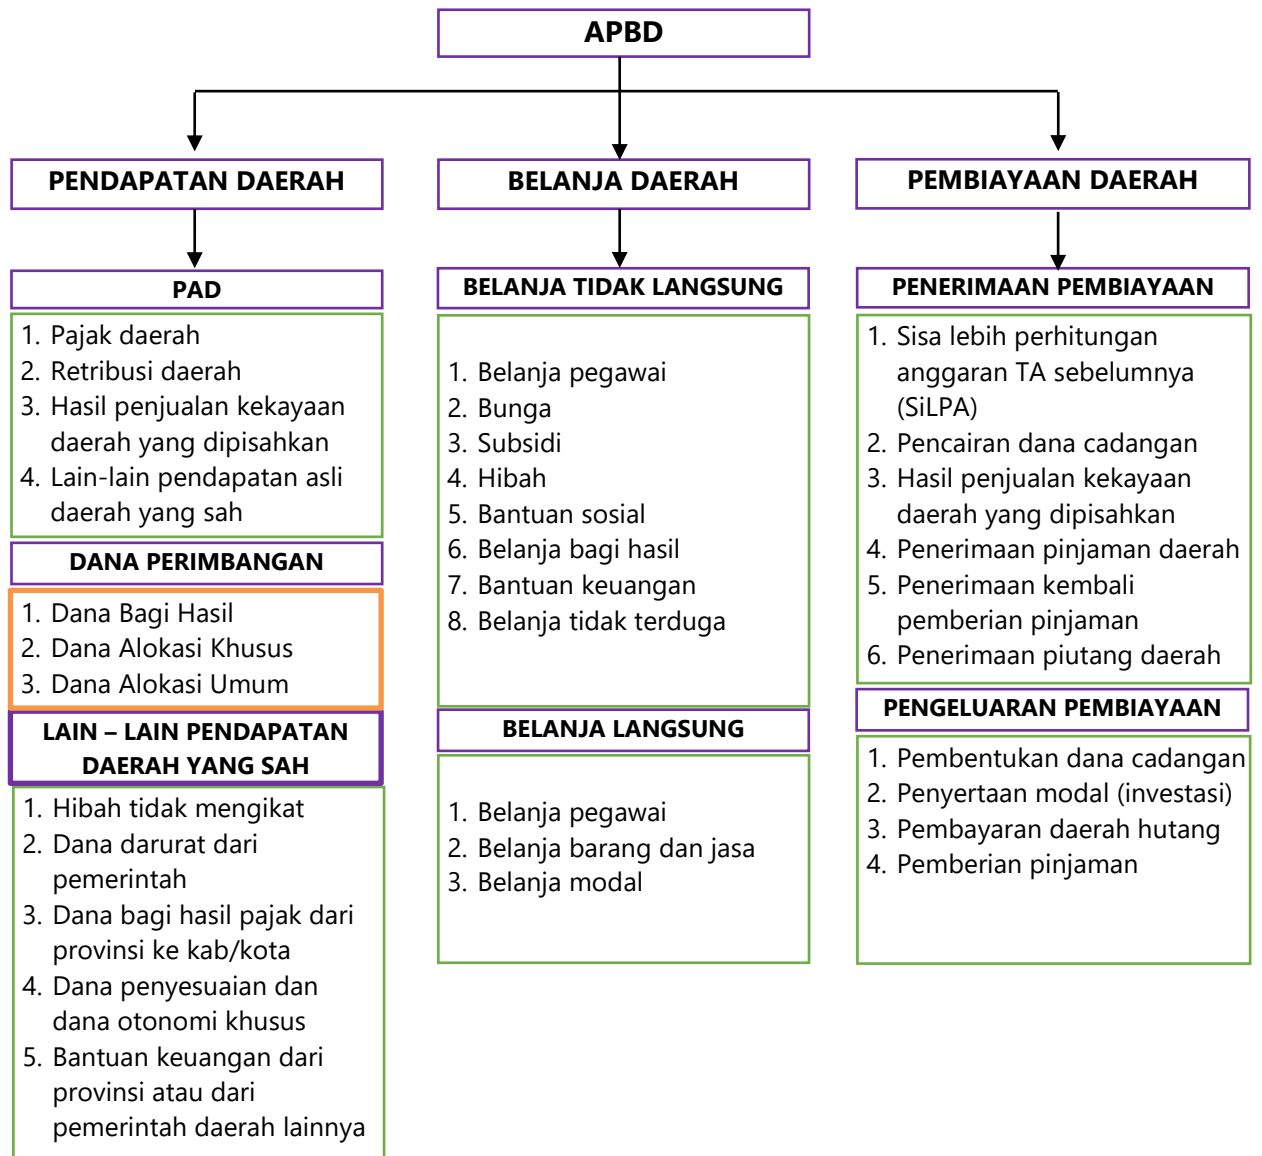 APBD
PENDAPATAN DAERAH
PAD
1. Pajak daerah
2. Retribusi daerah
3. Hasil penjualan kekayaan
daerah yang dipisahkan
4. Lain-lain pendapatan asli
daerah yang sah
DANA PERIMBANGAN
1. Dana Bagi Hasil
2. Dana Alokasi Khusus
3. Dana Alokasi Umum
LAIN – LAIN PENDAPATAN
DAERAH YANG SAH
1. Hibah tidak mengikat
2. Dana darurat dari
pemerintah
3. Dana bagi hasil pajak dari
provinsi ke kab/kota
4. Dana penyesuaian dan
dana otonomi khusus
5. Bantuan keuangan dari
provinsi atau dari
pemerintah daerah lainnya
BELANJA DAERAH
BELANJA TIDAK LANGSUNG
1. Belanja pegawai
2. Bunga
3. Subsidi
4. Hibah
5. Bantuan sosial
6. Belanja bagi hasil
7. Bantuan keuangan
8. Belanja tidak terduga
BELANJA LANGSUNG
1. Belanja pegawai
2. Belanja barang dan jasa
3. Belanja modal
PEMBIAYAAN DAERAH
PENERIMAAN PEMBIAYAAN
1. Sisa lebih perhitungan
anggaran TA sebelumnya
(SiLPA)
2. Pencairan dana cadangan
3. Hasil penjualan kekayaan
daerah yang dipisahkan
4. Penerimaan pinjaman daerah
5. Penerimaan kembali
pemberian pinjaman
6. Penerimaan piutang daerah
PENGELUARAN PEMBIAYAAN
1. Pembentukan dana cadangan
2. Penyertaan modal (investasi)
3. Pembayaran daerah hutang
4. Pemberian pinjaman